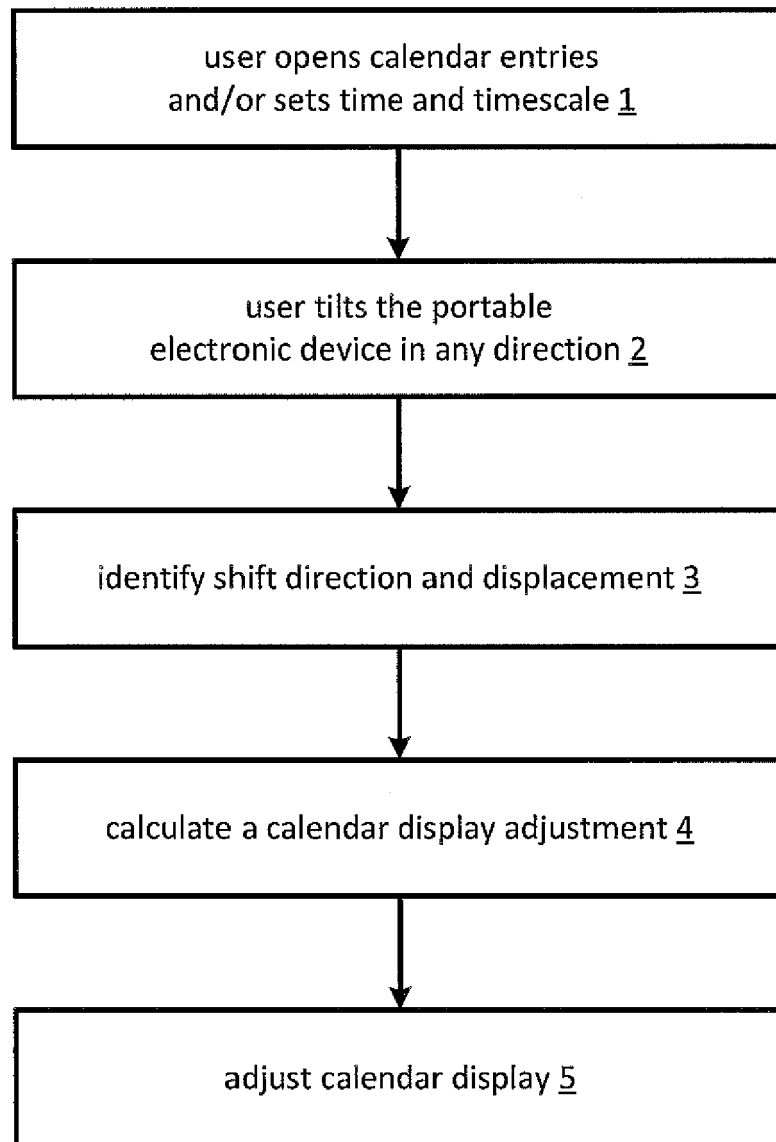 user opens calendar entries
and/or sets time and timescale 1
user tilts the portable
electronic device in any direction 2
identify shift direction and displacement 3
calculate a calendar display adjustment 4
adjust calendar display 5